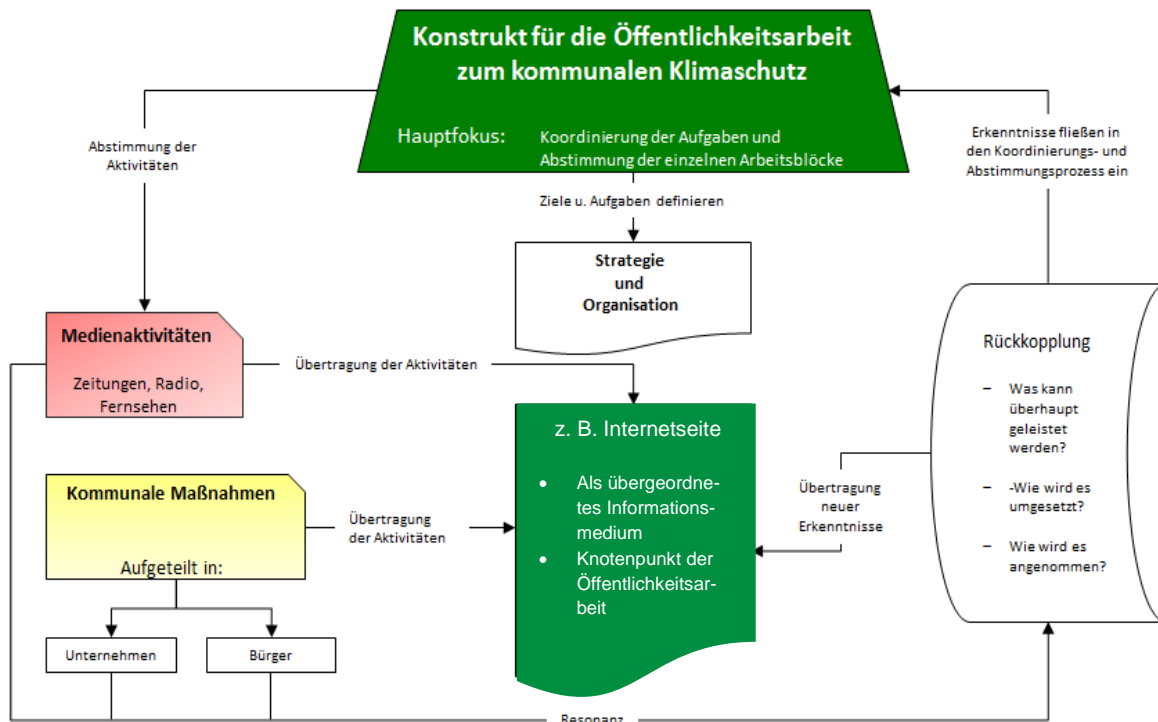 Konstrukt für die Öffentlichkeitsarbeit
zum kommunalen Klimaschutz
Hauptfokus: Koordinierung der Aufgaben und
Abstimmung der einzelnen Arbeitsblöcke
Abstimmung der
Aktivitäten
Erkenntnisse fließen in
den Koordinierungs- und
Abstimmungsprozess ein
Ziele u. Aufgaben definieren
Strategie
und
Organisation
Medienaktivitäten
Zeitungen, Radio,
Fernsehen
Übertragung der Aktivitäten
Rückkopplung
– Was kann
überhaupt
geleistet
werden?
– -Wie wird es
umgesetzt?
– Wie wird es
angenommen?
z. B. Internetseite
• Als übergeordne-
tes Informations-
medium
• Knotenpunkt der
Öffentlichkeitsar-
beit
Übertragung
neuer
Erkenntnisse
Kommunale Maßnahmen
Aufgeteilt in:
Übertragung
der Aktivitäten
Unternehmen
Bürger
Resonanz